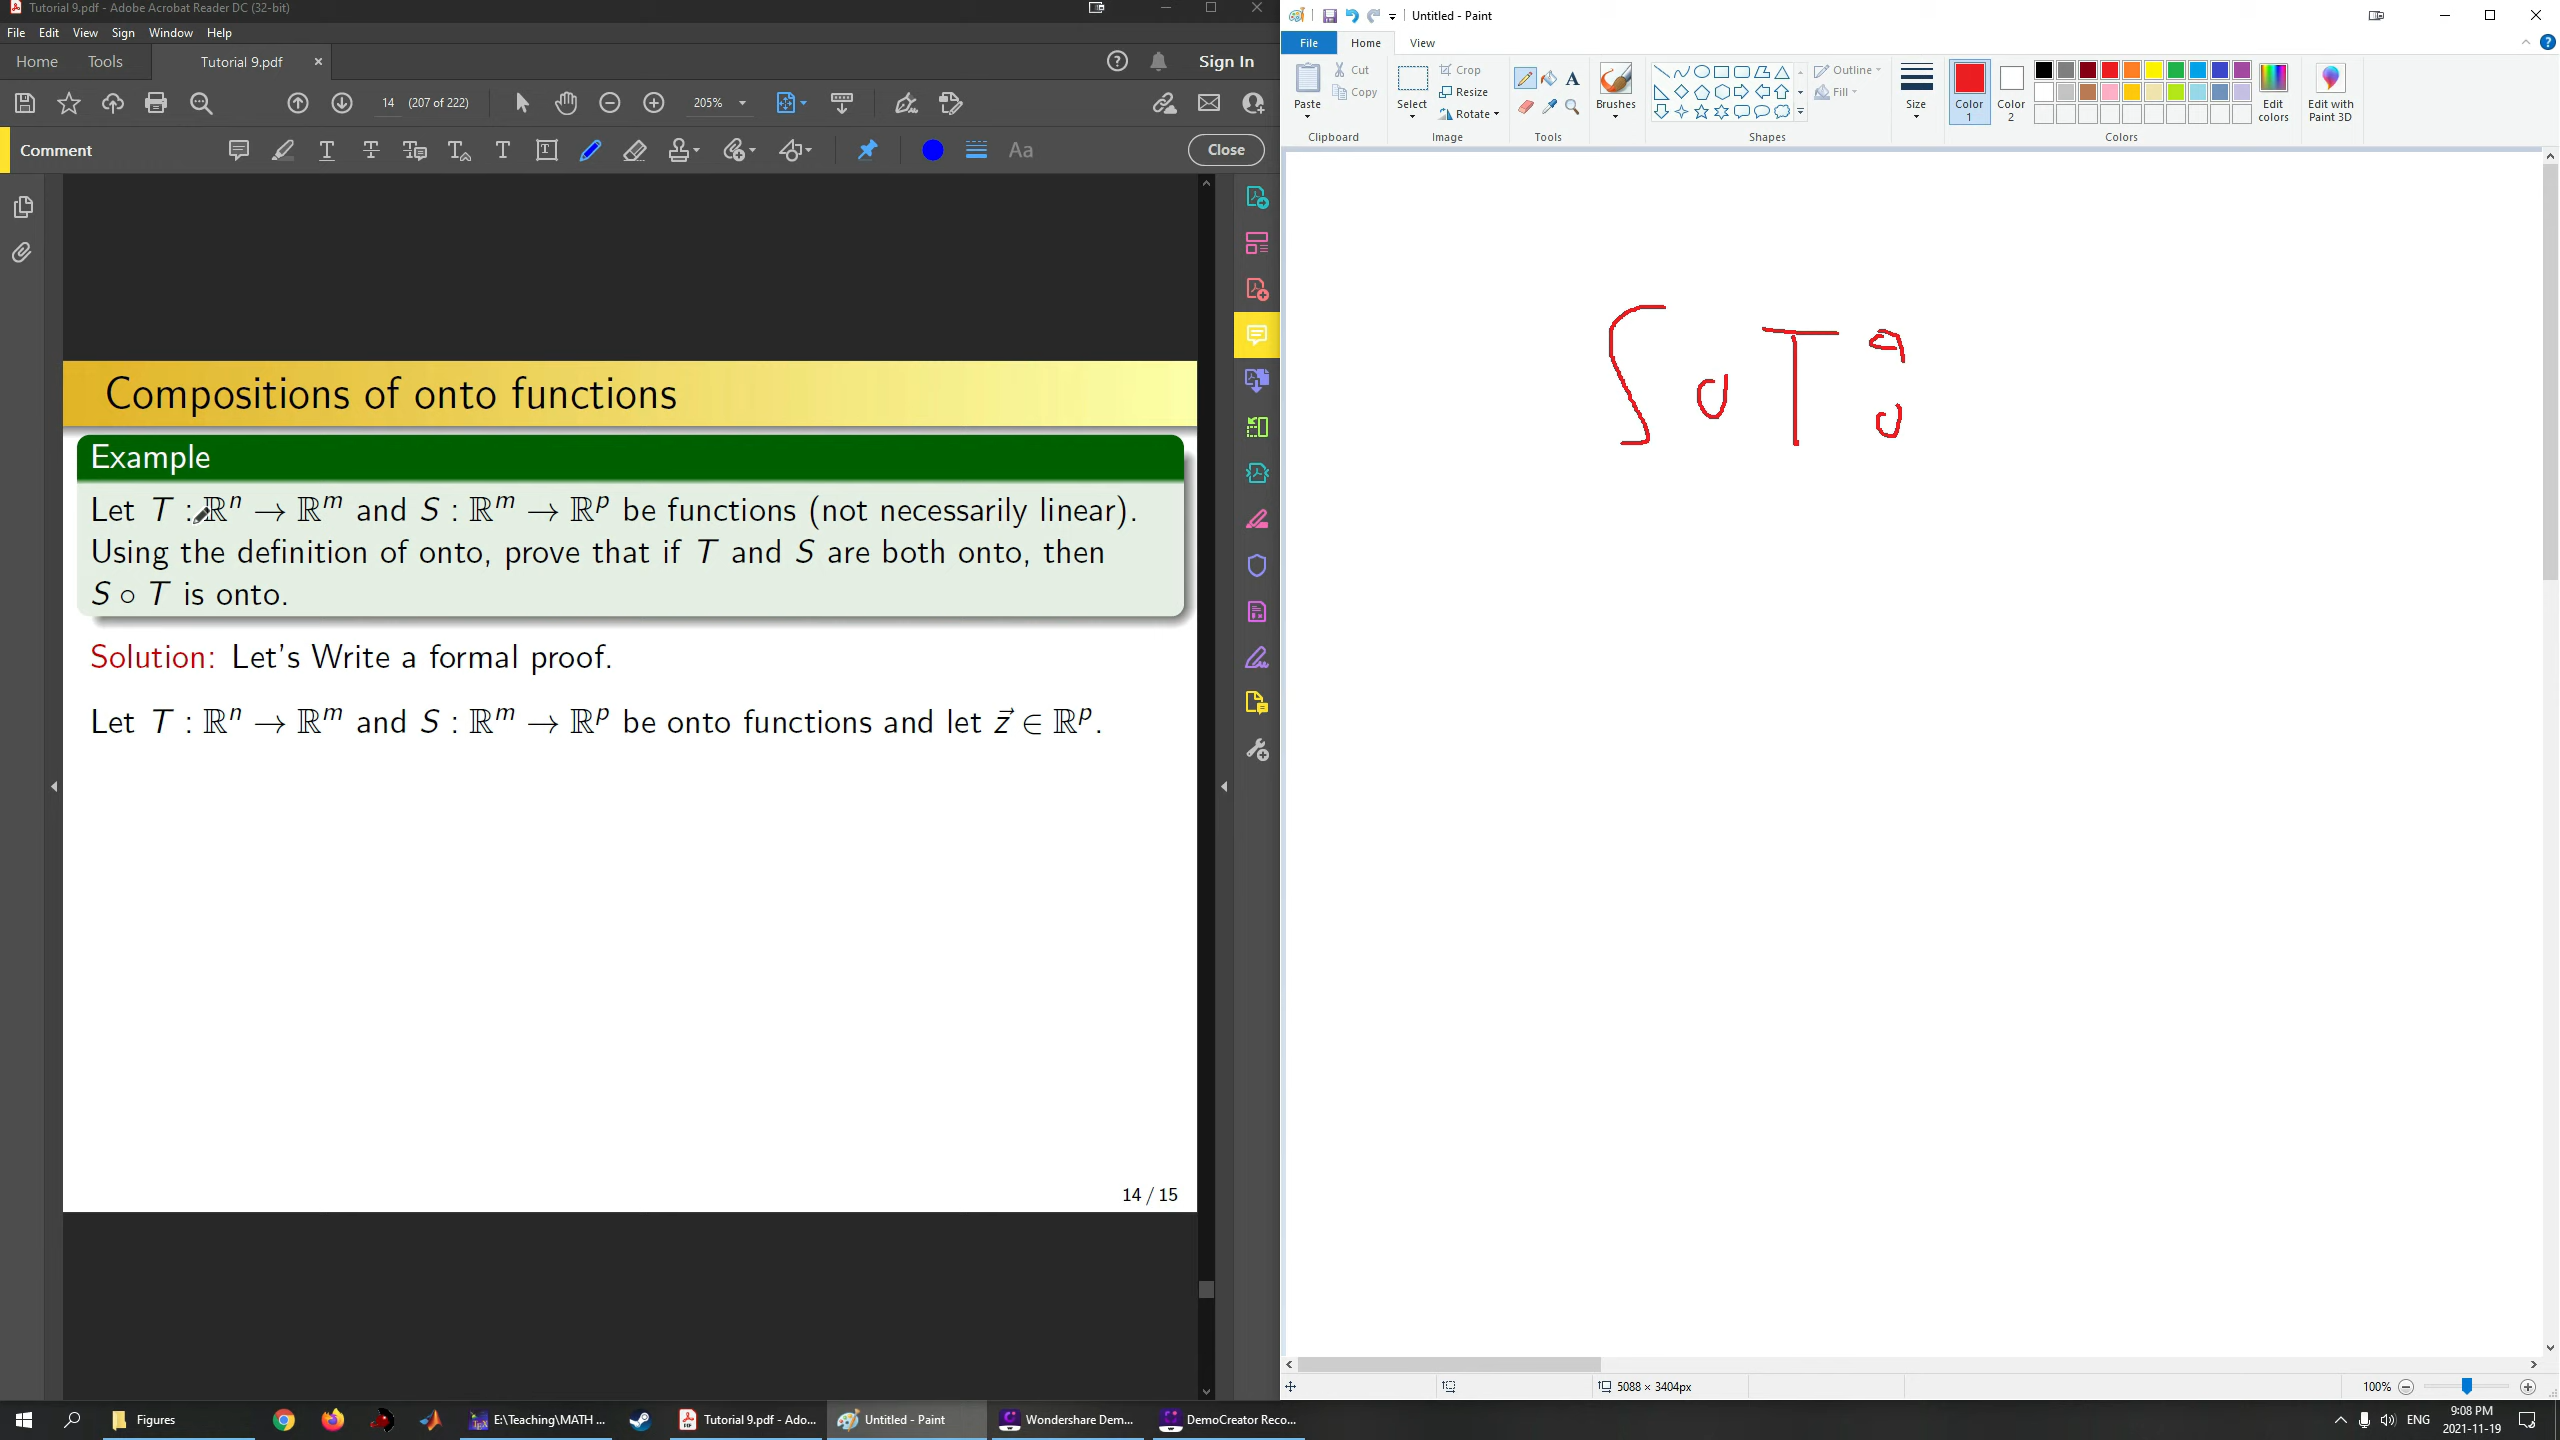 Tutorial 9.pdf - Adobe Acrobat Reader DC (32-bit)
File Edit View Sign Window Help
Home Tools Tutorial 9.pdf × Sign In
14 (207 of 222) 205%
Comment Aa Close
Compositions of onto functions
Example
Let T : ℝⁿ → ℝᵐ and S : ℝᵐ → ℝᵖ be functions (not necessarily linear).
Using the definition of onto, prove that if T and S are both onto, then
S ∘ T is onto.
Solution: Let's Write a formal proof.
Let T : ℝⁿ → ℝᵐ and S : ℝᵐ → ℝᵖ be onto functions and let z⃗ ∈ ℝᵖ.
14 / 15
Untitled - Paint
File Home View
Paste Cut Copy Select Crop Resize Rotate Brushes Outline Fill Size Color 1 Color 2 Edit colors Edit with Paint 3D
Clipboard Image Tools Shapes Colors
S ∘ T :
5088 × 3404px 100%
Figures E:\Teaching\MATH ... Tutorial 9.pdf - Ado... Untitled - Paint Wondershare Dem... DemoCreator Reco... ENG 9:08 PM
2021-11-19